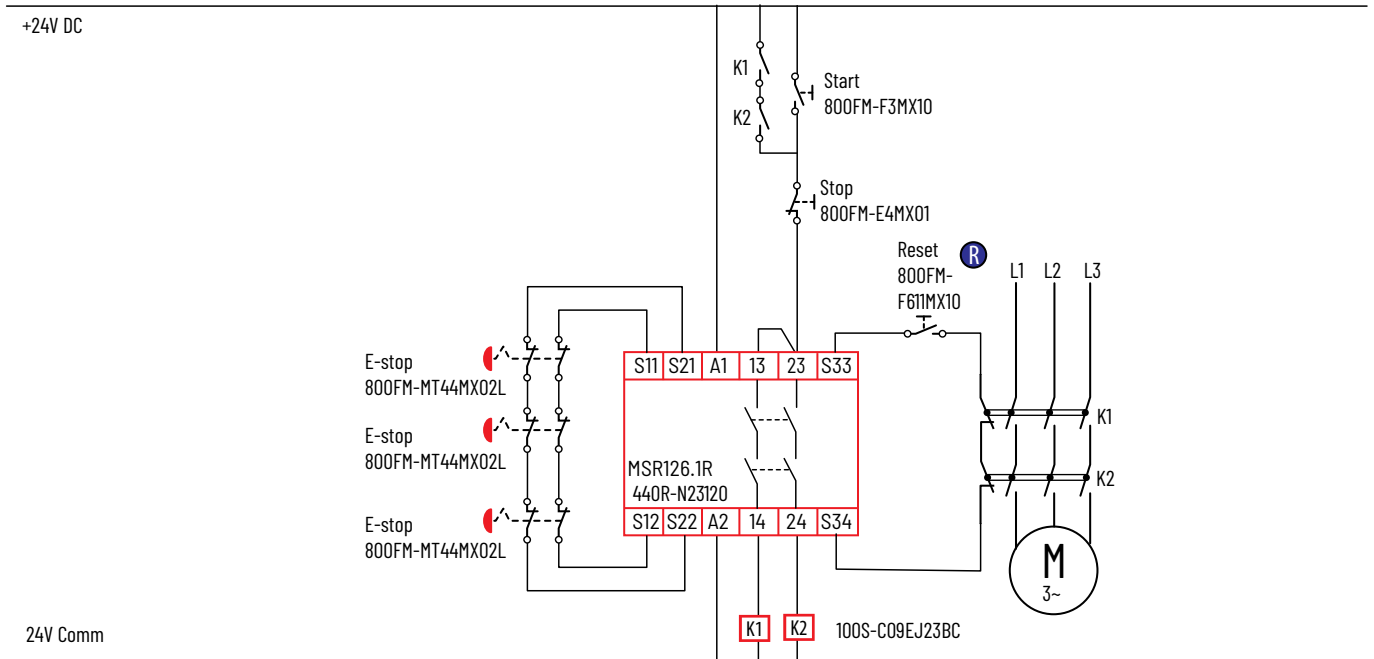 +24V DC
K1
K2
Start
800FM-F3MX10
Stop
800FM-E4MX01
Reset
800FM-
F611MX10
R
L1 L2 L3
E-stop
800FM-MT44MX02L
E-stop
800FM-MT44MX02L
E-stop
800FM-MT44MX02L
S11 S21 A1 13 23 S33
MSR126.1R
440R-N23120
S12 S22 A2 14 24 S34
K1
K2
M
3~
K1 K2 100S-C09EJ23BC
24V Comm